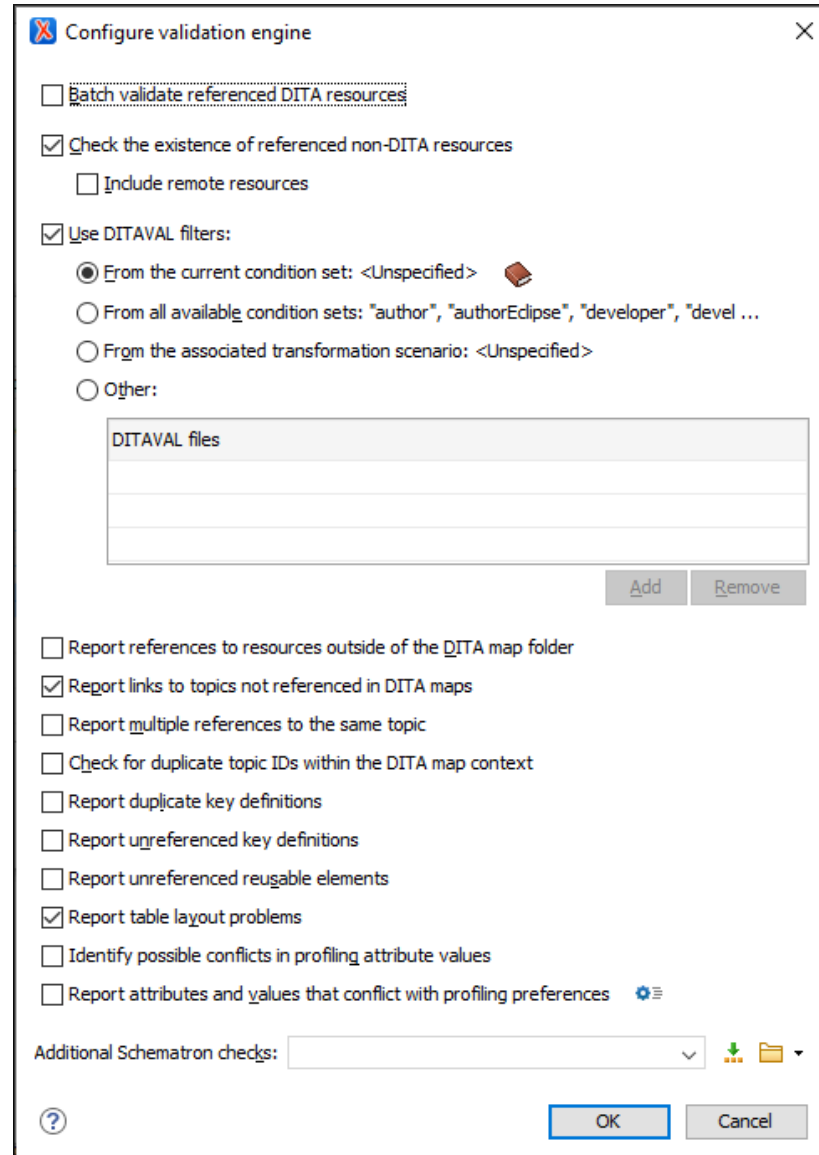 Configure validation engine
Batch validate referenced DITA resources
Check the existence of referenced non-DITA resources
Include remote resources
Use DITAVAL filters:
From the current condition set: <Unspecified>
From all available condition sets: "author", "authorEclipse", "developer", "devel ...
From the associated transformation scenario: <Unspecified>
Other:
DITAVAL files
Add Remove
Report references to resources outside of the DITA map folder
Report links to topics not referenced in DITA maps
Report multiple references to the same topic
Check for duplicate topic IDs within the DITA map context
Report duplicate key definitions
Report unreferenced key definitions
Report unreferenced reusable elements
Report table layout problems
Identify possible conflicts in profiling attribute values
Report attributes and values that conflict with profiling preferences
Additional Schematron checks:
OK Cancel